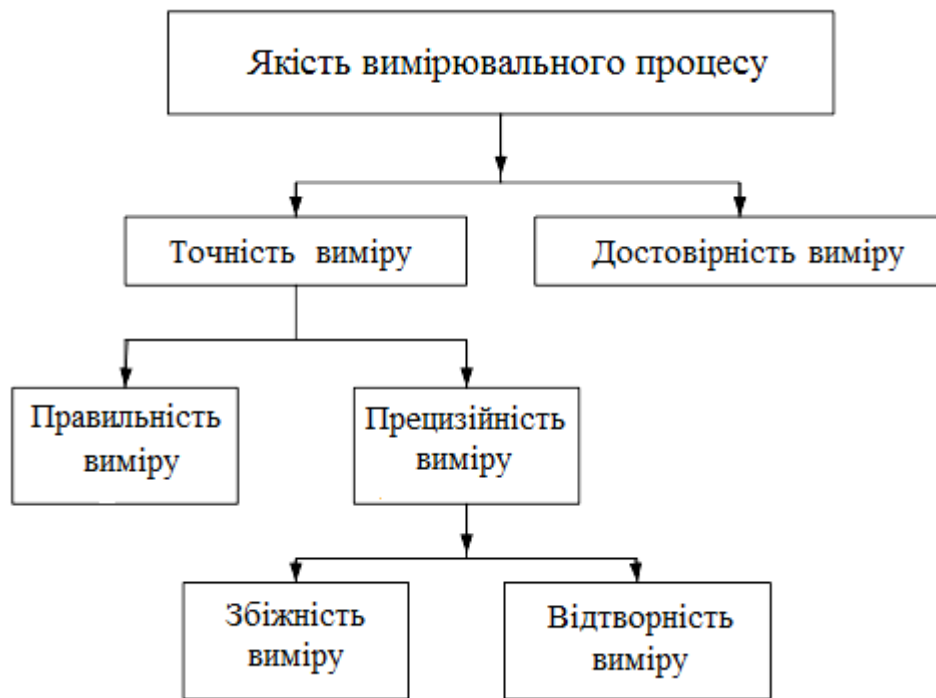 Якість вимірювального процесу
Точність виміру
Достовірність виміру
Правильність
виміру
Прецизійність
виміру
Збіжність
виміру
Відтворність
виміру